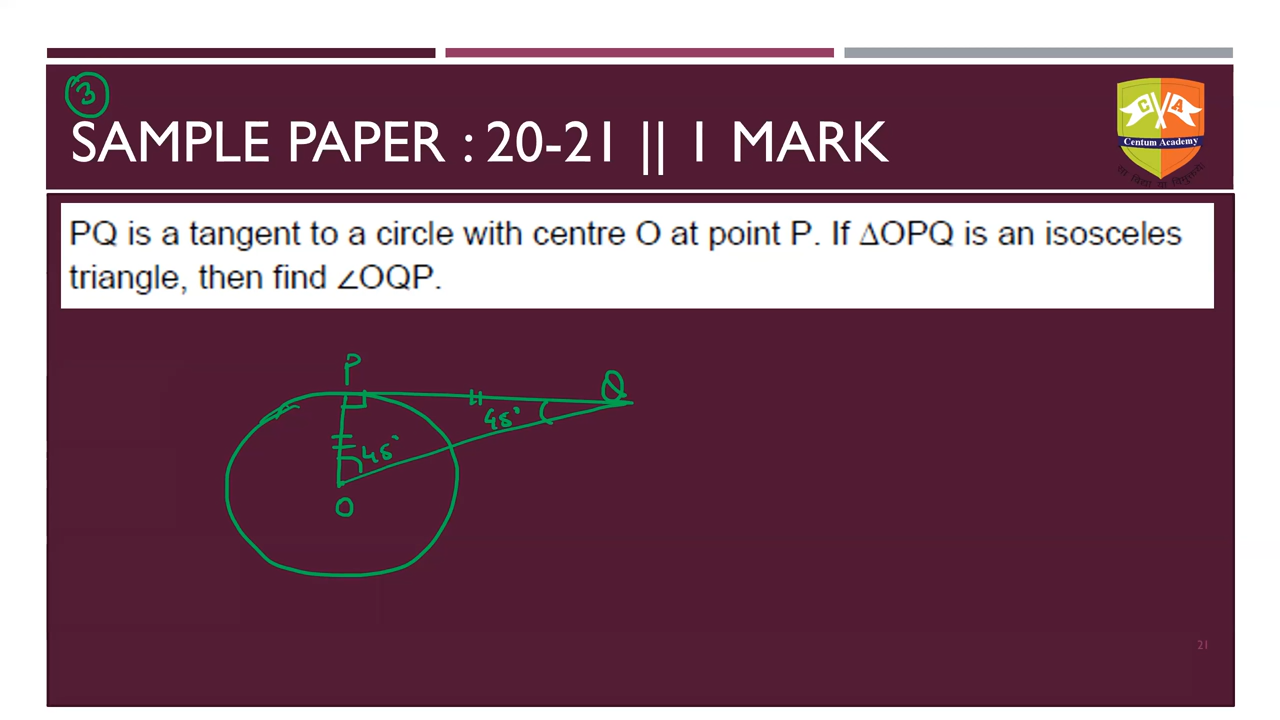 3
SAMPLE PAPER : 20-21 || 1 MARK
C A
Centum Academy
PQ is a tangent to a circle with centre O at point P. If ΔOPQ is an isosceles
triangle, then find ∠OQP.
P
Q
45°
45°
O
21